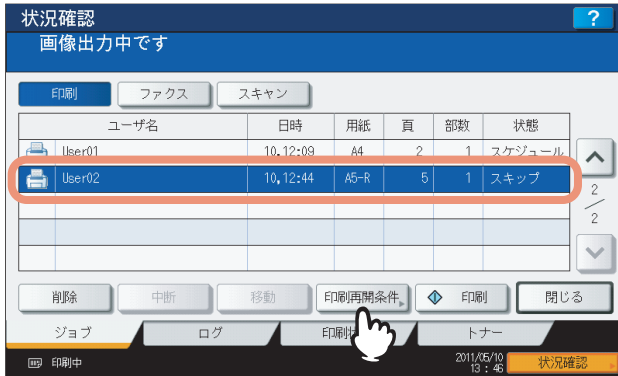 状況確認 ?
画像出力中です
印刷 ファクス スキャン
ユーザ名 日時 用紙 頁 部数 状態
User01 10,12:09 A4 2 1 スケジュール
User02 10,12:44 A5-R 5 1 スキップ
2
2
削除 中断 移動 印刷再開条件 印刷 閉じる
ジョブ ログ トナー
印刷中 2011/05/10
13:46 状況確認